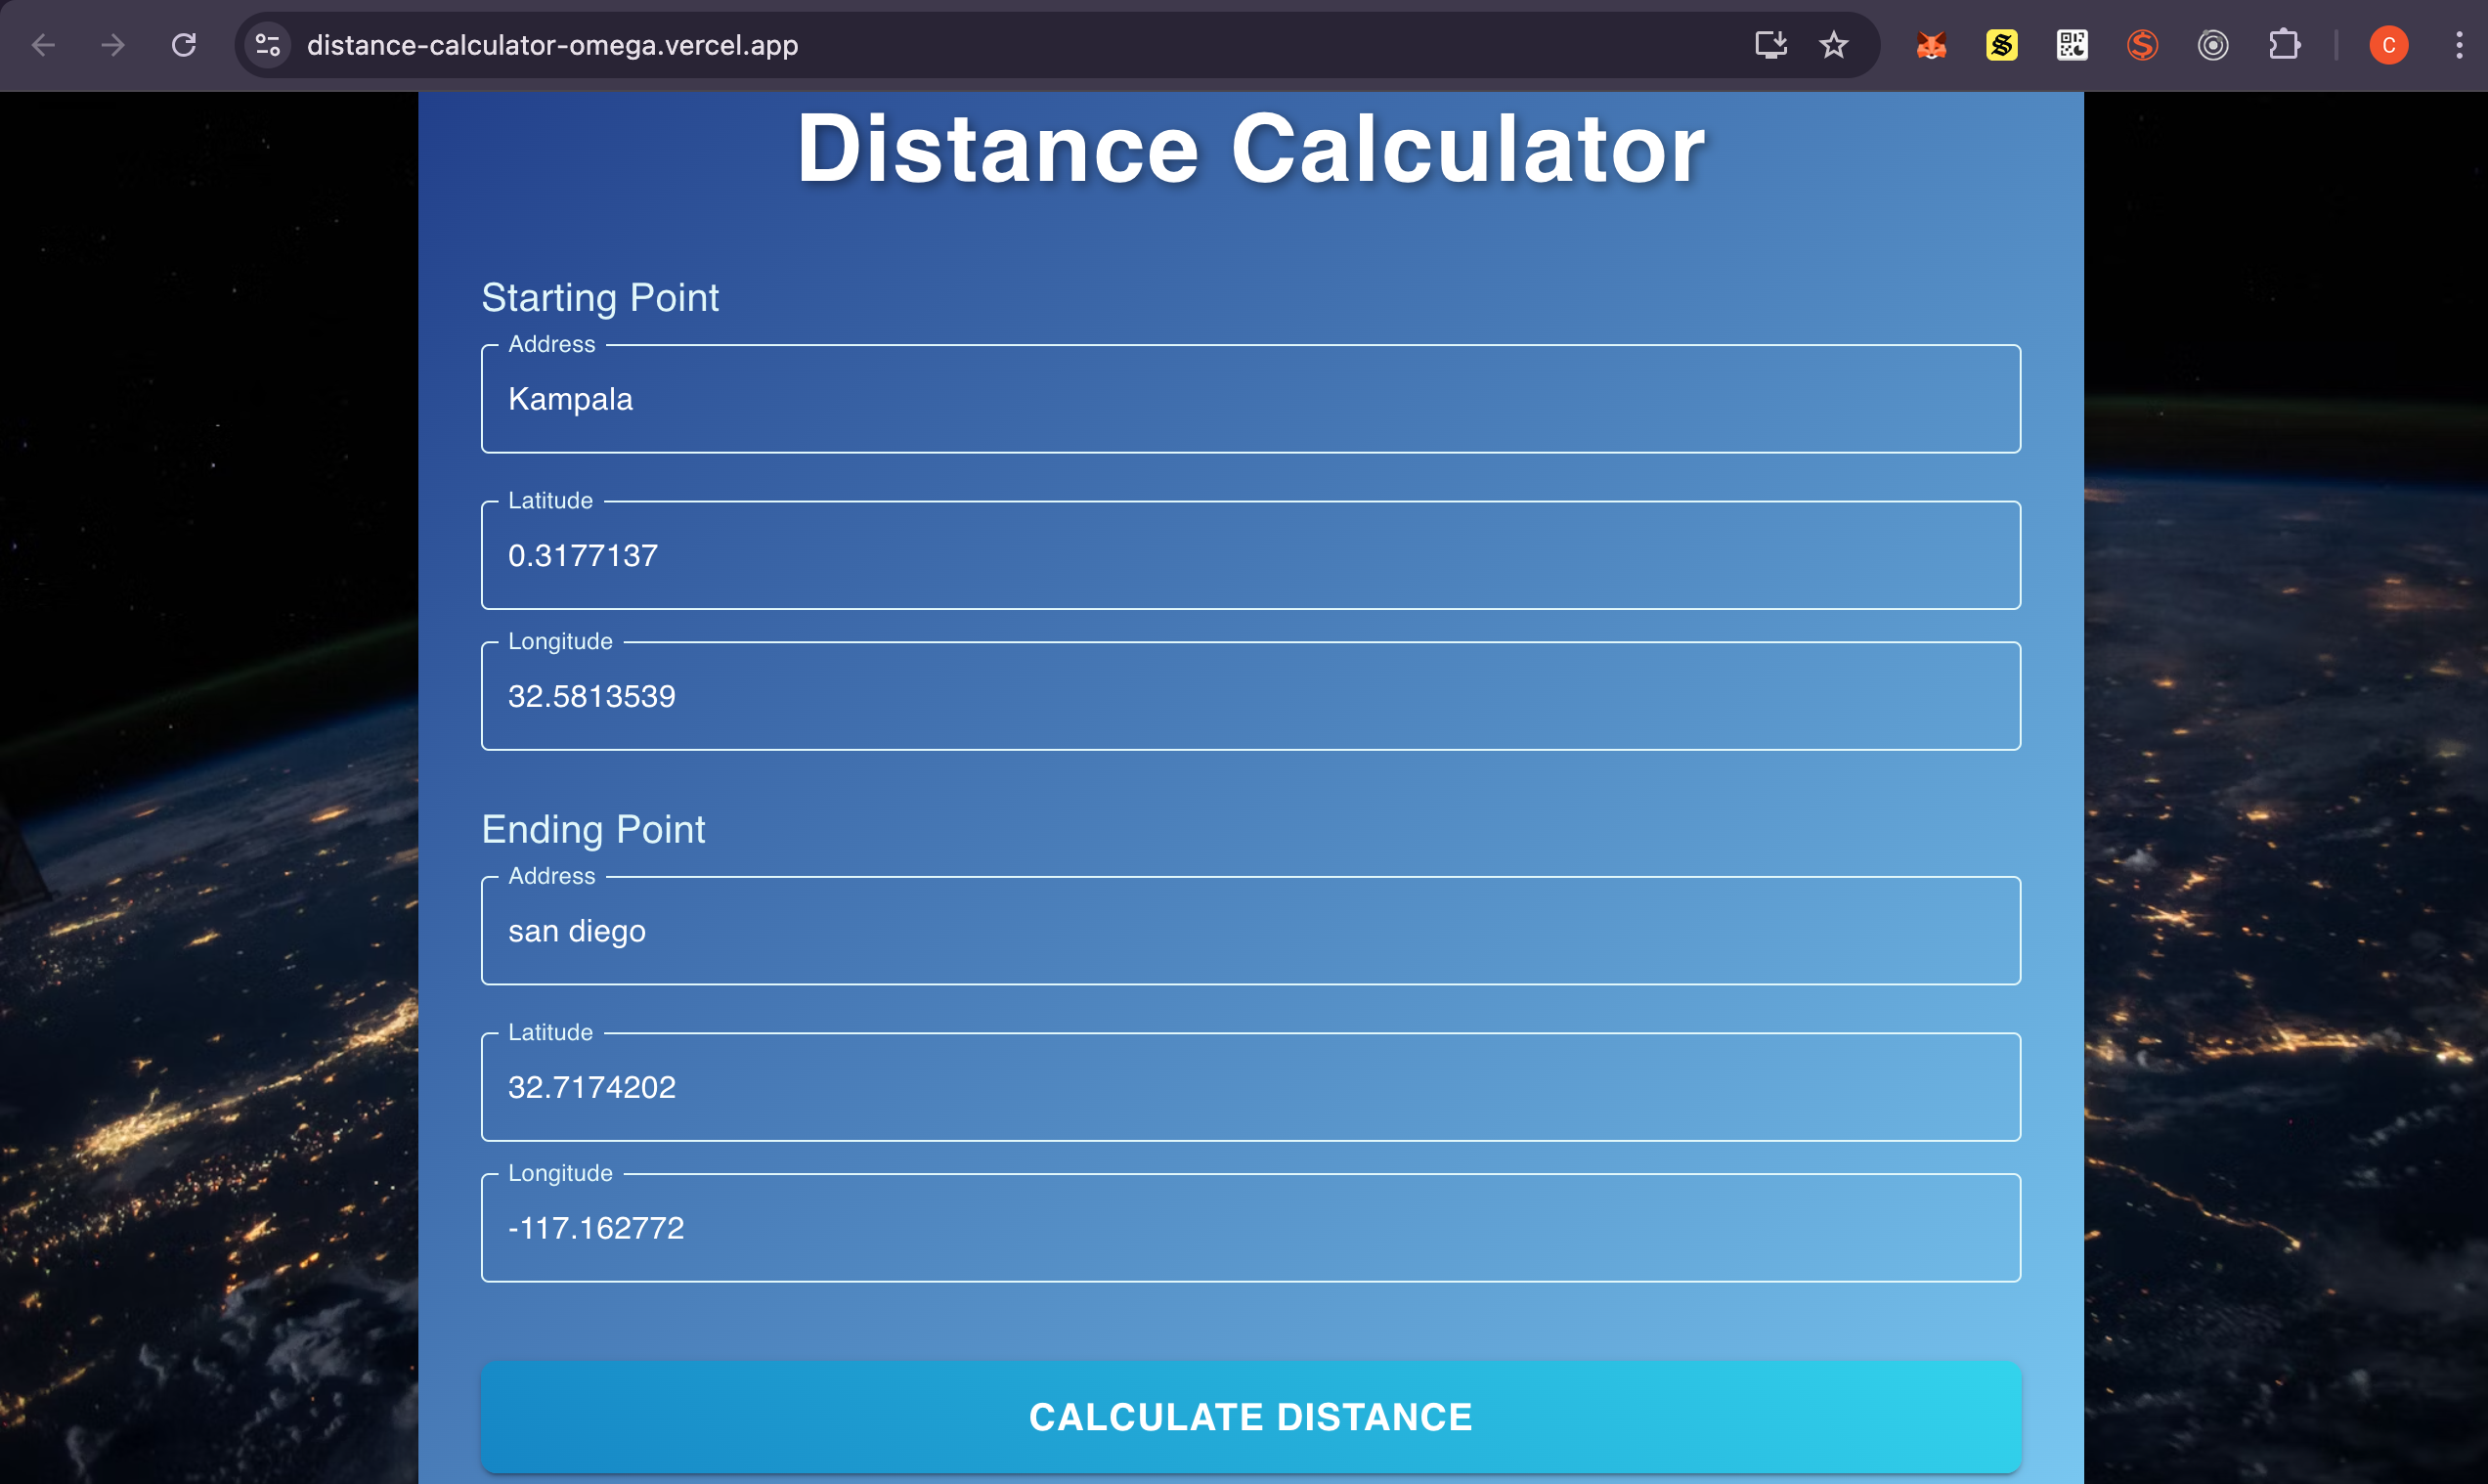 distance-calculator-omega.vercel.app
C
Distance Calculator
Starting Point
Address
Kampala
Latitude
0.3177137
Longitude
32.5813539
Ending Point
Address
san diego
Latitude
32.7174202
Longitude
-117.162772
CALCULATE DISTANCE